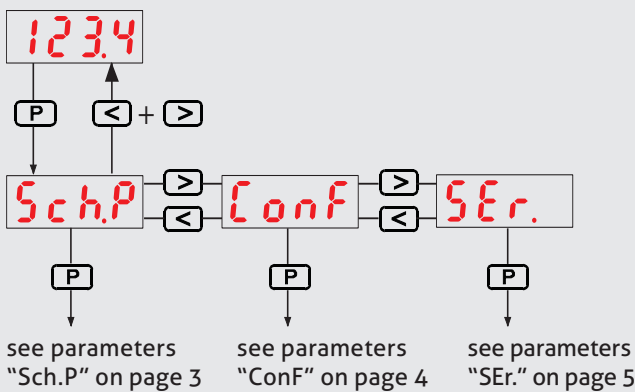 123.4
P < + >
Sch.P > ConF > SEr.
< <
P P P
see parameters see parameters see parameters
"Sch.P" on page 3 "ConF" on page 4 "SEr." on page 5